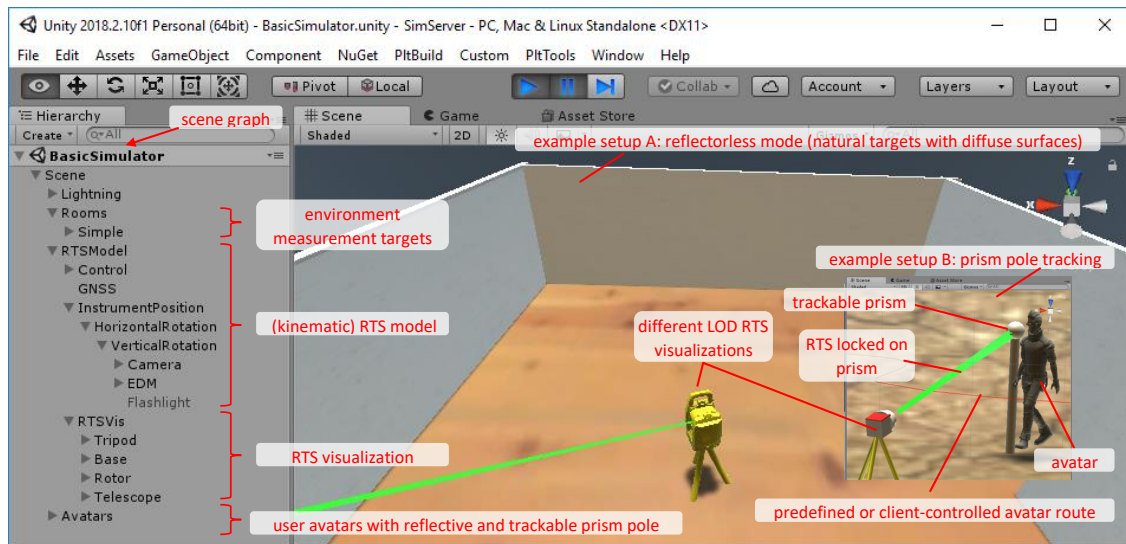 Unity 2018.2.10f1 Personal (64bit) - BasicSimulator.unity - SimServer - PC, Mac & Linux Standalone <DX11>
File Edit Assets GameObject Component NuGet PltBuild Custom PltTools Window Help
Pivot Local Collab Account Layers Layout
Hierarchy
Create All
scene graph
BasicSimulator
Scene
Lightning
Rooms
Simple
RTSModel
Control
GNSS
InstrumentPosition
HorizontalRotation
VerticalRotation
Camera
EDM
Flashlight
RTSVis
Tripod
Base
Rotor
Telescope
Avatars
environment
measurement targets
(kinematic) RTS model
RTS visualization
user avatars with reflective and trackable prism pole
Scene Game Asset Store
Shaded 2D
example setup A: reflectorless mode (natural targets with diffuse surfaces)
z
x
example setup B: prism pole tracking
Scene Game Asset Store
Shaded
trackable prism
different LOD RTS
visualizations
RTS locked on
prism
avatar
predefined or client-controlled avatar route